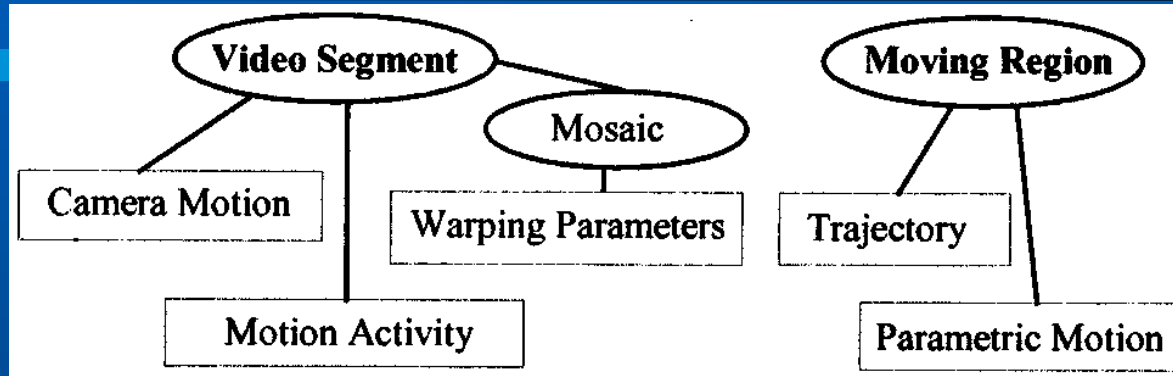 Video Segment
Moving Region
Mosaic
Camera Motion
Warping Parameters
Trajectory
Motion Activity
Parametric Motion